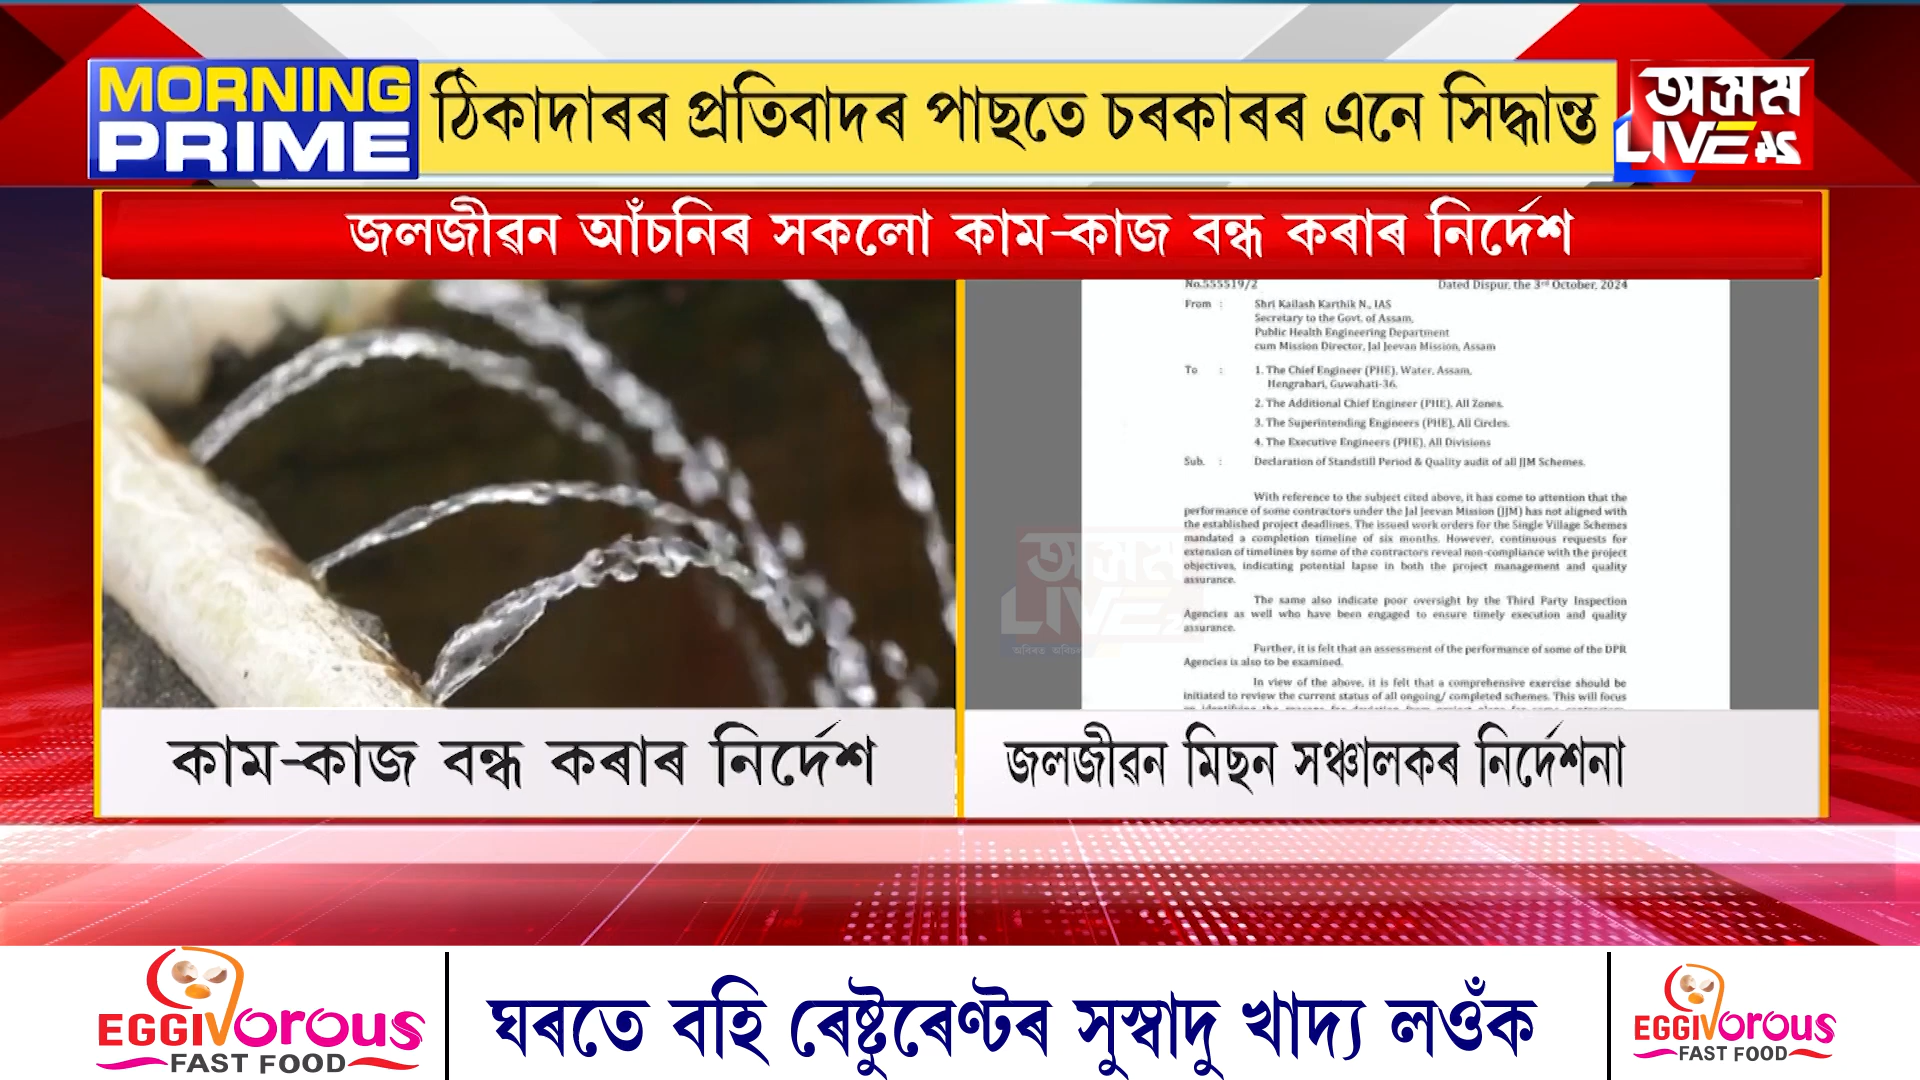 MORNING
PRIME
ঠিকাদাৰৰ প্ৰতিবাদৰ পাছতে চৰকাৰৰ এনে সিদ্ধান্ত
অসম
LIVE 24
জলজীৱন আঁচনিৰ সকলো কাম-কাজ বন্ধ কৰাৰ নিৰ্দেশ
No.555519/2 Dated Dispur, the 3rd October, 2024
From : Shri Kailash Karthik N., IAS
Secretary to the Govt. of Assam,
Public Health Engineering Department
cum Mission Director, Jal Jeevan Mission, Assam
To : 1. The Chief Engineer (PHE), Water, Assam,
Hengrabari, Guwahati-36.
2. The Additional Chief Engineer (PHE), All Zones.
3. The Superintending Engineers (PHE), All Circles.
4. The Executive Engineers (PHE), All Divisions
Sub. : Declaration of Standstill Period & Quality audit of all JJM Schemes.
With reference to the subject cited above, it has come to attention that the
performance of some contractors under the Jal Jeevan Mission (JJM) has not aligned with
the established project deadlines. The issued work orders for the Single Village Schemes
mandated a completion timeline of six months. However, continuous requests for
extension of timelines by some of the contractors reveal non-compliance with the project
objectives, indicating potential lapse in both the project management and quality
assurance.
The same also indicate poor oversight by the Third Party Inspection
Agencies as well who have been engaged to ensure timely execution and quality
assurance.
Further, it is felt that an assessment of the performance of some of the DPR
Agencies is also to be examined.
In view of the above, it is felt that a comprehensive exercise should be
initiated to review the current status of all ongoing/ completed schemes. This will focus
অসম
LIVE
কাম-কাজ বন্ধ কৰাৰ নিৰ্দেশ
জলজীৱন মিছন সঞ্চালকৰ নিৰ্দেশনা
EGGIVOROUS
FAST FOOD
ঘৰতে বহি ৰেষ্টুৰেণ্টৰ সুস্বাদু খাদ্য লওঁক
EGGIVOROUS
FAST FOOD